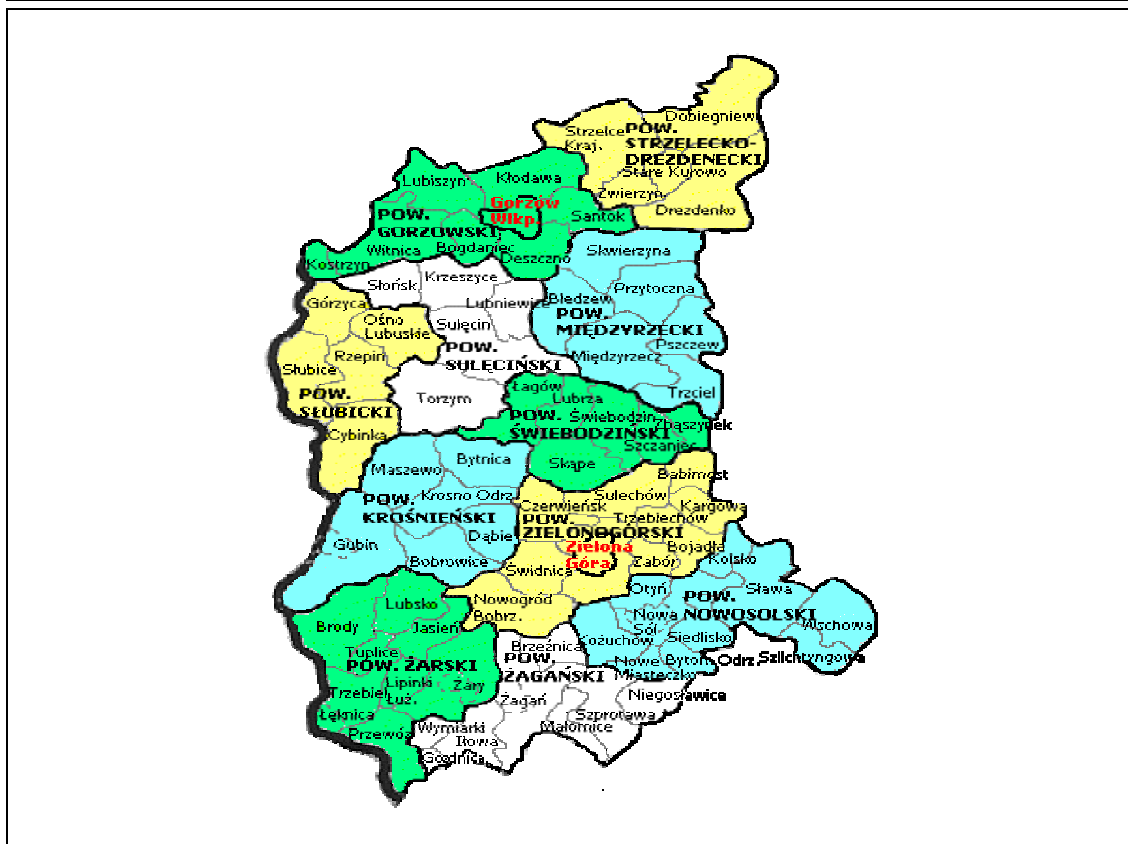 Dobiegniew
Strzelce
Kraj.
POW.
STRZELECKO-
DREZDENECKI
Stare Kurowo
Zwierzyn
Drezdenko
Lubiszyn
Kłodawa
Gorzów
Wlkp.
Santok
POW.
GORZOWSKI
Witnica
Bogdaniec
Deszczno
Kostrzyn
Skwierzyna
Słońsk
Krzeszyce
Lubniewice
Bledzew
Przytoczna
POW.
MIĘDZYRZECKI
Pszczew
Międzyrzecz
Trzciel
Górzyca
Ośno
Lubuskie
Sulęcin
Rzepin
POW.
SULĘCIŃSKI
Słubice
POW.
SŁUBICKI
Torzym
Cybinka
Łagów
Lubrza
POW.
ŚWIEBODZIŃSKI
Świebodzin
Zbąszynek
Szczaniec
Skąpe
Maszewo
Bytnica
POW.
KROŚNIEŃSKI
Krosno Odrz.
Dąbie
Gubin
Bobrowice
Babimost
Sulechów
Kargowa
Czerwieńsk
Trzebiechów
POW.
ZIELONOGÓRSKI
Zielona
Góra
Bojadła
Zabór
Świdnica
Nowogród
Bobrz.
Kolsko
Otyń
POW.
NOWOSOLSKI
Sława
Wschowa
Nowa
Sól
Siedlisko
Kożuchów
Nowe
Miasteczko
Bytom Odrz.
Szlichtyngowa
Lubsko
Brody
Jasień
Tuplice
POW. ŻARSKI
Lipinki
Łuż.
Żary
Trzebiel
Łęknica
Przewóz
Brzeźnica
POW.
ŻAGAŃSKI
Niegosławice
Żagań
Szprotawa
Małomice
Wymiarki
Iłowa
Gozdnica